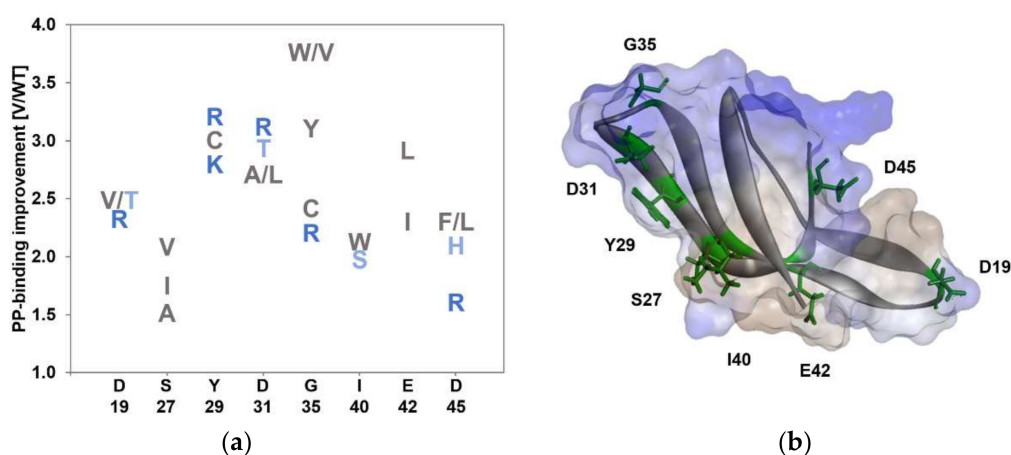 PP-binding improvement [V/WT]
4.0
3.5
3.0
2.5
2.0
1.5
1.0
V/T
R
V
I
A
R
C
K
R
T
A/L
W/V
Y
C
R
W
S
L
I
F/L
H
R
D S Y D G I E D
19 27 29 31 35 40 42 45
(a)
G35
D31
D45
Y29
D19
S27
I40
E42
(b)